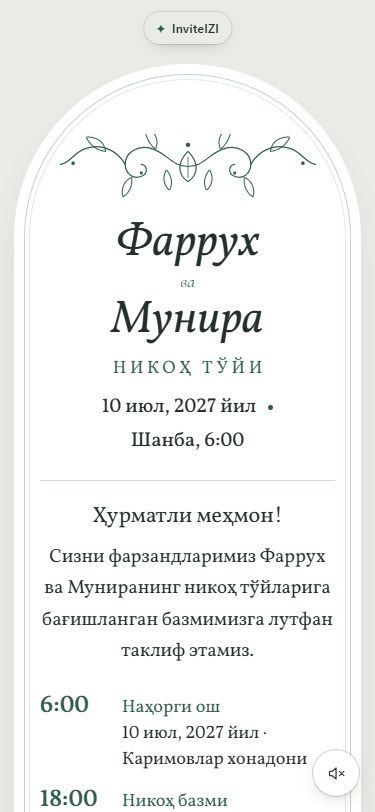 InviteIZI
Фаррух
ва
Мунира
НИКОҲ ТЎЙИ
10 июл, 2027 йил •
Шанба, 6:00
Ҳурматли меҳмон!
Сизни фарзандларимиз Фаррух
ва Муниранинг никоҳ тўйларига
бағишланган базмимизга лутфан
таклиф этамиз.
6:00 Наҳорги ош
10 июл, 2027 йил ·
Каримовлар хонадони
18:00 Никоҳ базми